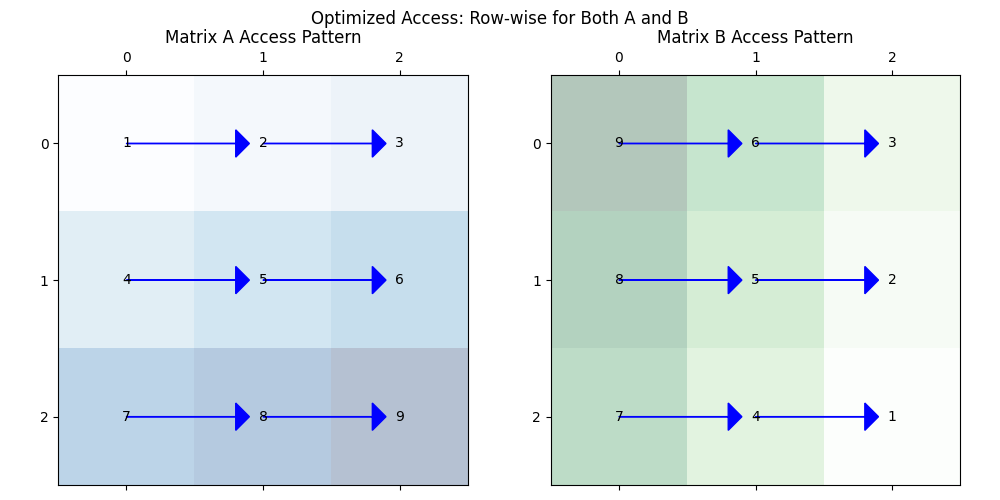 Optimized Access: Row-wise for Both A and B
Matrix A Access Pattern
0 1 2
0 1 2 3
1 4 5 6
2 7 8 9
Matrix B Access Pattern
0 1 2
0 9 6 3
1 8 5 2
2 7 4 1